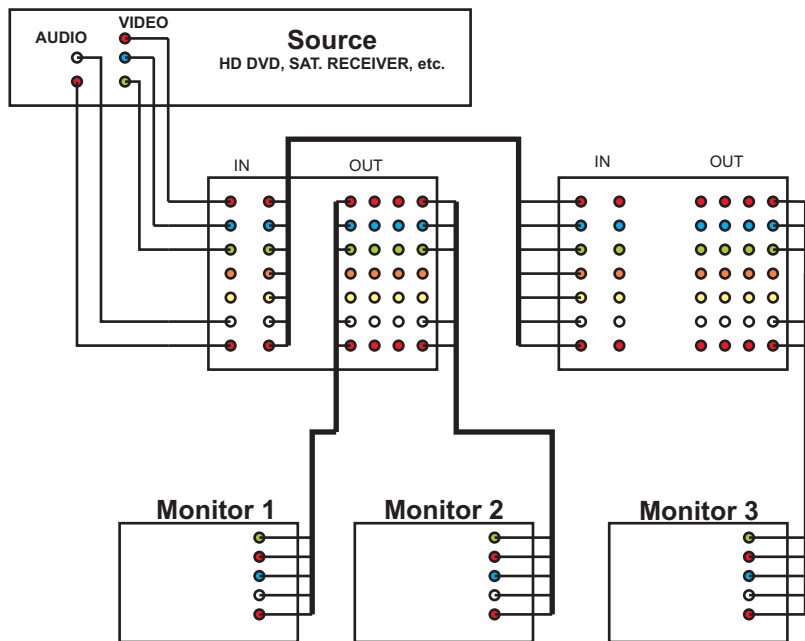 VIDEO
AUDIO
Source
HD DVD, SAT. RECEIVER, etc.
IN OUT
IN OUT
Monitor 1
Monitor 2
Monitor 3